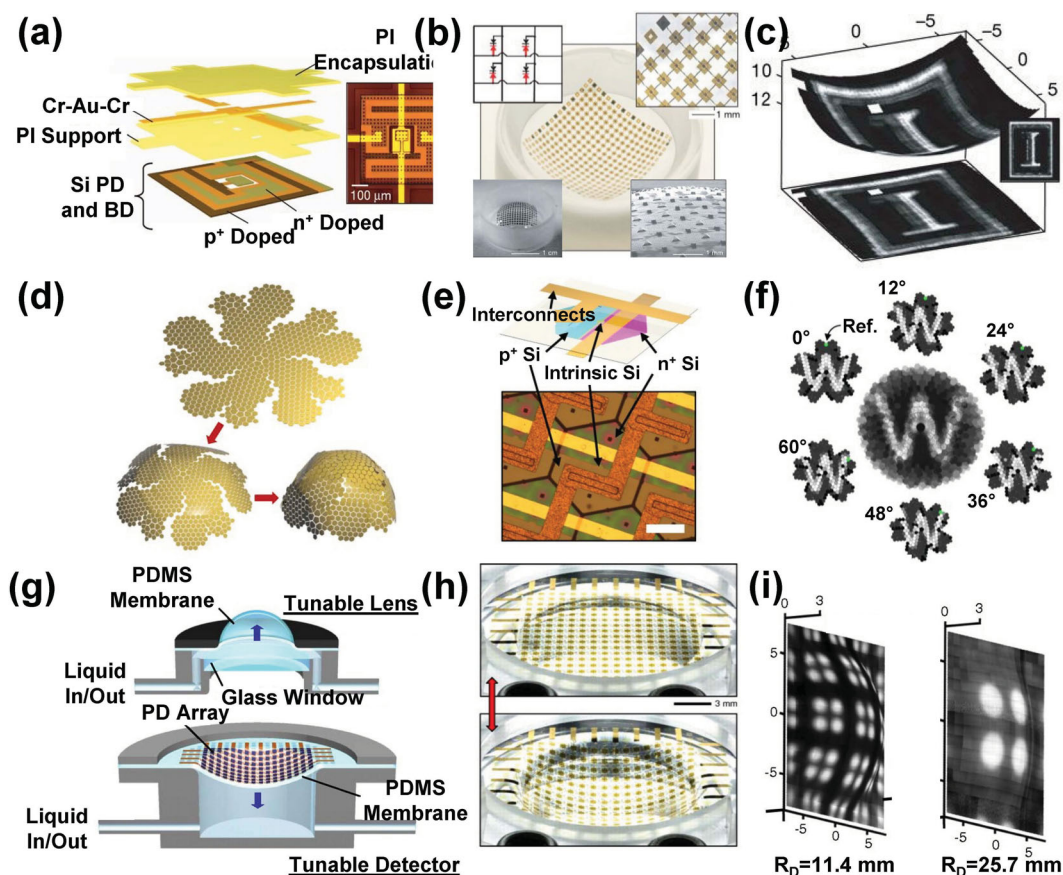 (a)
PI
Encapsulatio
Cr-Au-Cr
PI Support
Si PD
and BD
p+ Doped
n+ Doped
100 µm
(b)
1 mm
1 cm
1 mm
(c)
0
-5
10
0
12
5
I
(d)
(e)
Interconnects
p+ Si
Intrinsic Si
n+ Si
(f)
12°
0°
Ref.
24°
W
60°
36°
48°
(g)
PDMS
Membrane
Tunable Lens
Liquid
In/Out
Glass Window
PD Array
PDMS
Membrane
Liquid
In/Out
Tunable Detector
(h)
3 mm
(i)
0 3
5
0
-5
-5 0 5
RD=11.4 mm
0 3
5
0
-5
-5 0 5
RD=25.7 mm